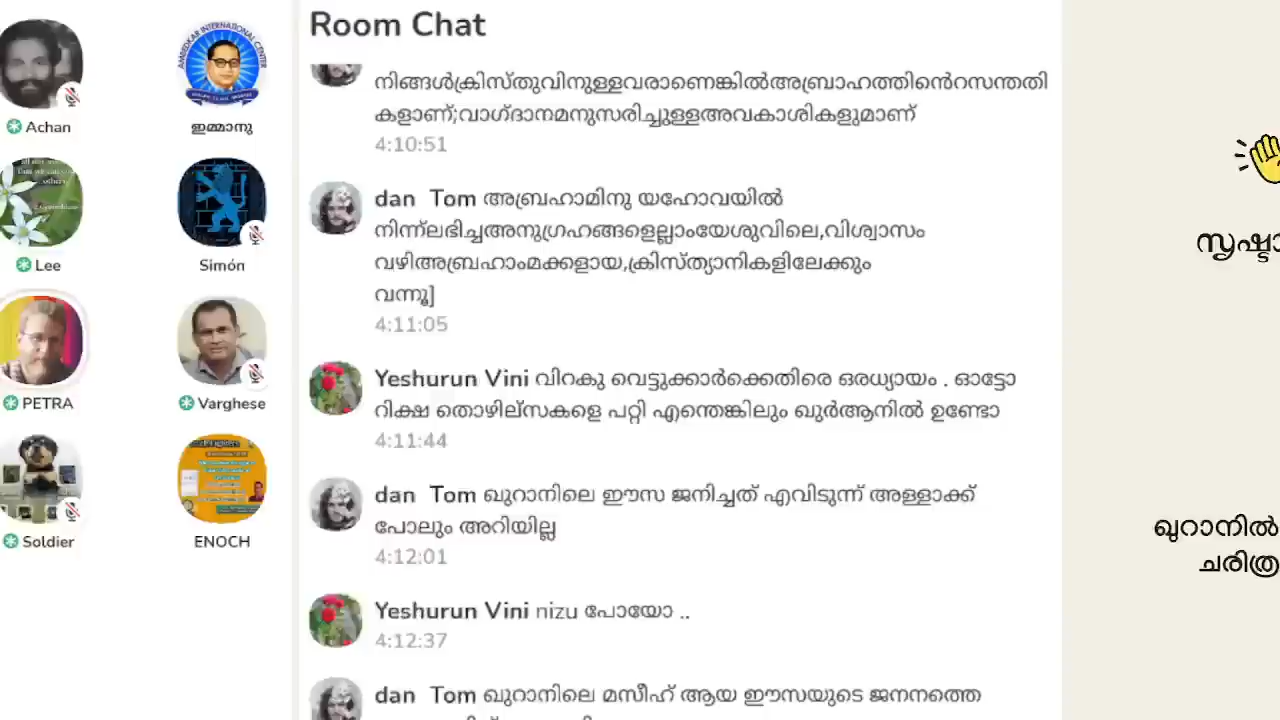 Room Chat
നിങ്ങൾക്രിസ്തുവിനുള്ളവരാണെങ്കിൽഅബ്രാഹത്തിൻെറസന്തതി
കളാണ്;വാഗ്ദാനമനുസരിച്ചുള്ളഅവകാശികളുമാണ്
4:10:51
dan Tom അബ്രഹാമിനു യഹോവയിൽ
നിന്ന്ലഭിച്ചഅനുഗ്രഹങ്ങളെല്ലാംയേശുവിലെ,വിശ്വാസം
വഴിഅബ്രഹാംമക്കളായ,ക്രിസ്ത്യാനികളിലേക്കും
വന്നൂ]
4:11:05
Yeshurun Vini വിറകു വെട്ടുക്കാർക്കെതിരെ ഒരധ്യായം . ഓട്ടോ
റിക്ഷ തൊഴില്സകളെ പറ്റി എന്തെങ്കിലും ഖുർആനിൽ ഉണ്ടോ
4:11:44
dan Tom ഖുറാനിലെ ഈസ ജനിച്ചത് എവിടുന്ന് അള്ളാക്ക്
പോലും അറിയില്ല
4:12:01
Yeshurun Vini nizu പോയോ ..
4:12:37
dan Tom ഖുറാനിലെ മസീഹ് ആയ ഈസയുടെ ജനനത്തെ
Achan
ഇമ്മാനു
Lee
Simón
PETRA
Varghese
Soldier
ENOCH
AMBEDKAR INTERNATIONAL CENTER
സൃഷ്ടാ
ഖുറാനിൽ
ചരിത്ര